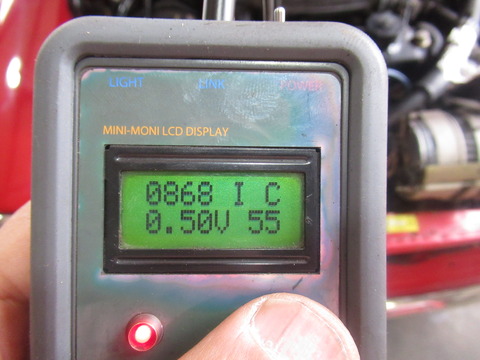 LIGHT LINK POWER
MINI-MONI LCD DISPLAY
0868 I C
0.50V 55